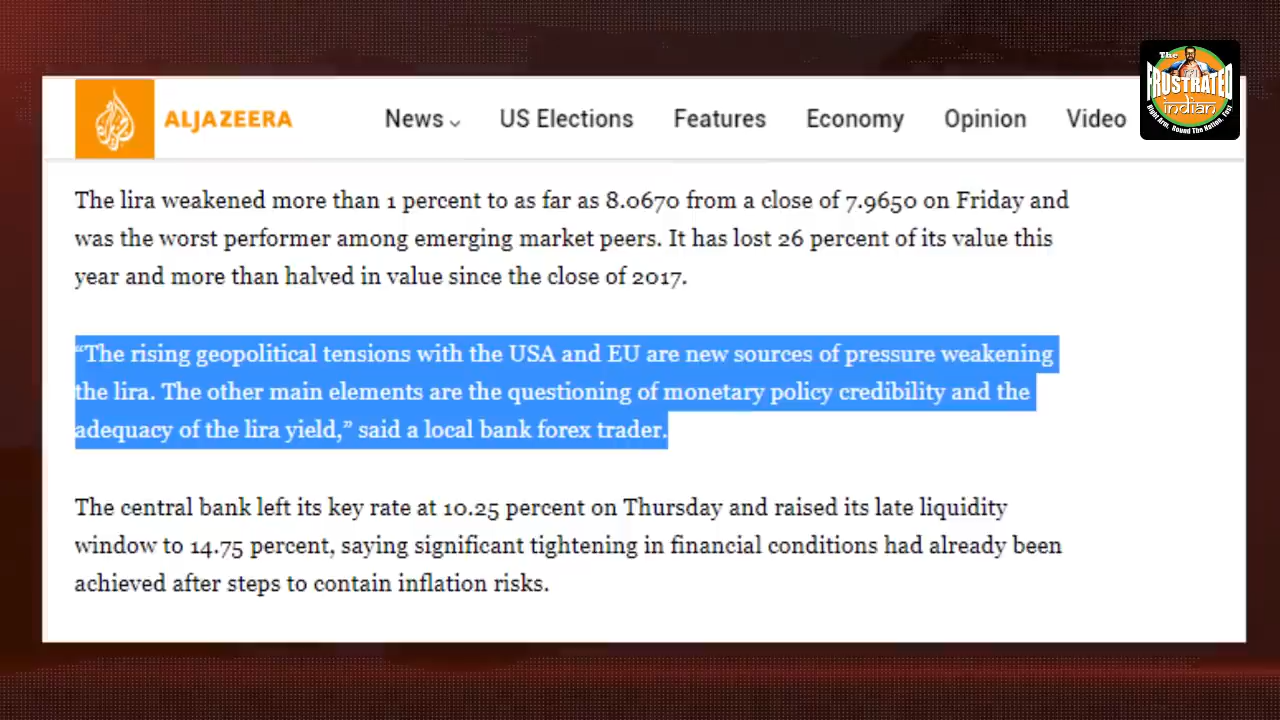 The
FRUSTRATED
indian
Right Arm, Round The Nation, Fast
ALJAZEERA
News US Elections Features Economy Opinion Video
The lira weakened more than 1 percent to as far as 8.0670 from a close of 7.9650 on Friday and
was the worst performer among emerging market peers. It has lost 26 percent of its value this
year and more than halved in value since the close of 2017.
“The rising geopolitical tensions with the USA and EU are new sources of pressure weakening
the lira. The other main elements are the questioning of monetary policy credibility and the
adequacy of the lira yield,” said a local bank forex trader.
The central bank left its key rate at 10.25 percent on Thursday and raised its late liquidity
window to 14.75 percent, saying significant tightening in financial conditions had already been
achieved after steps to contain inflation risks.